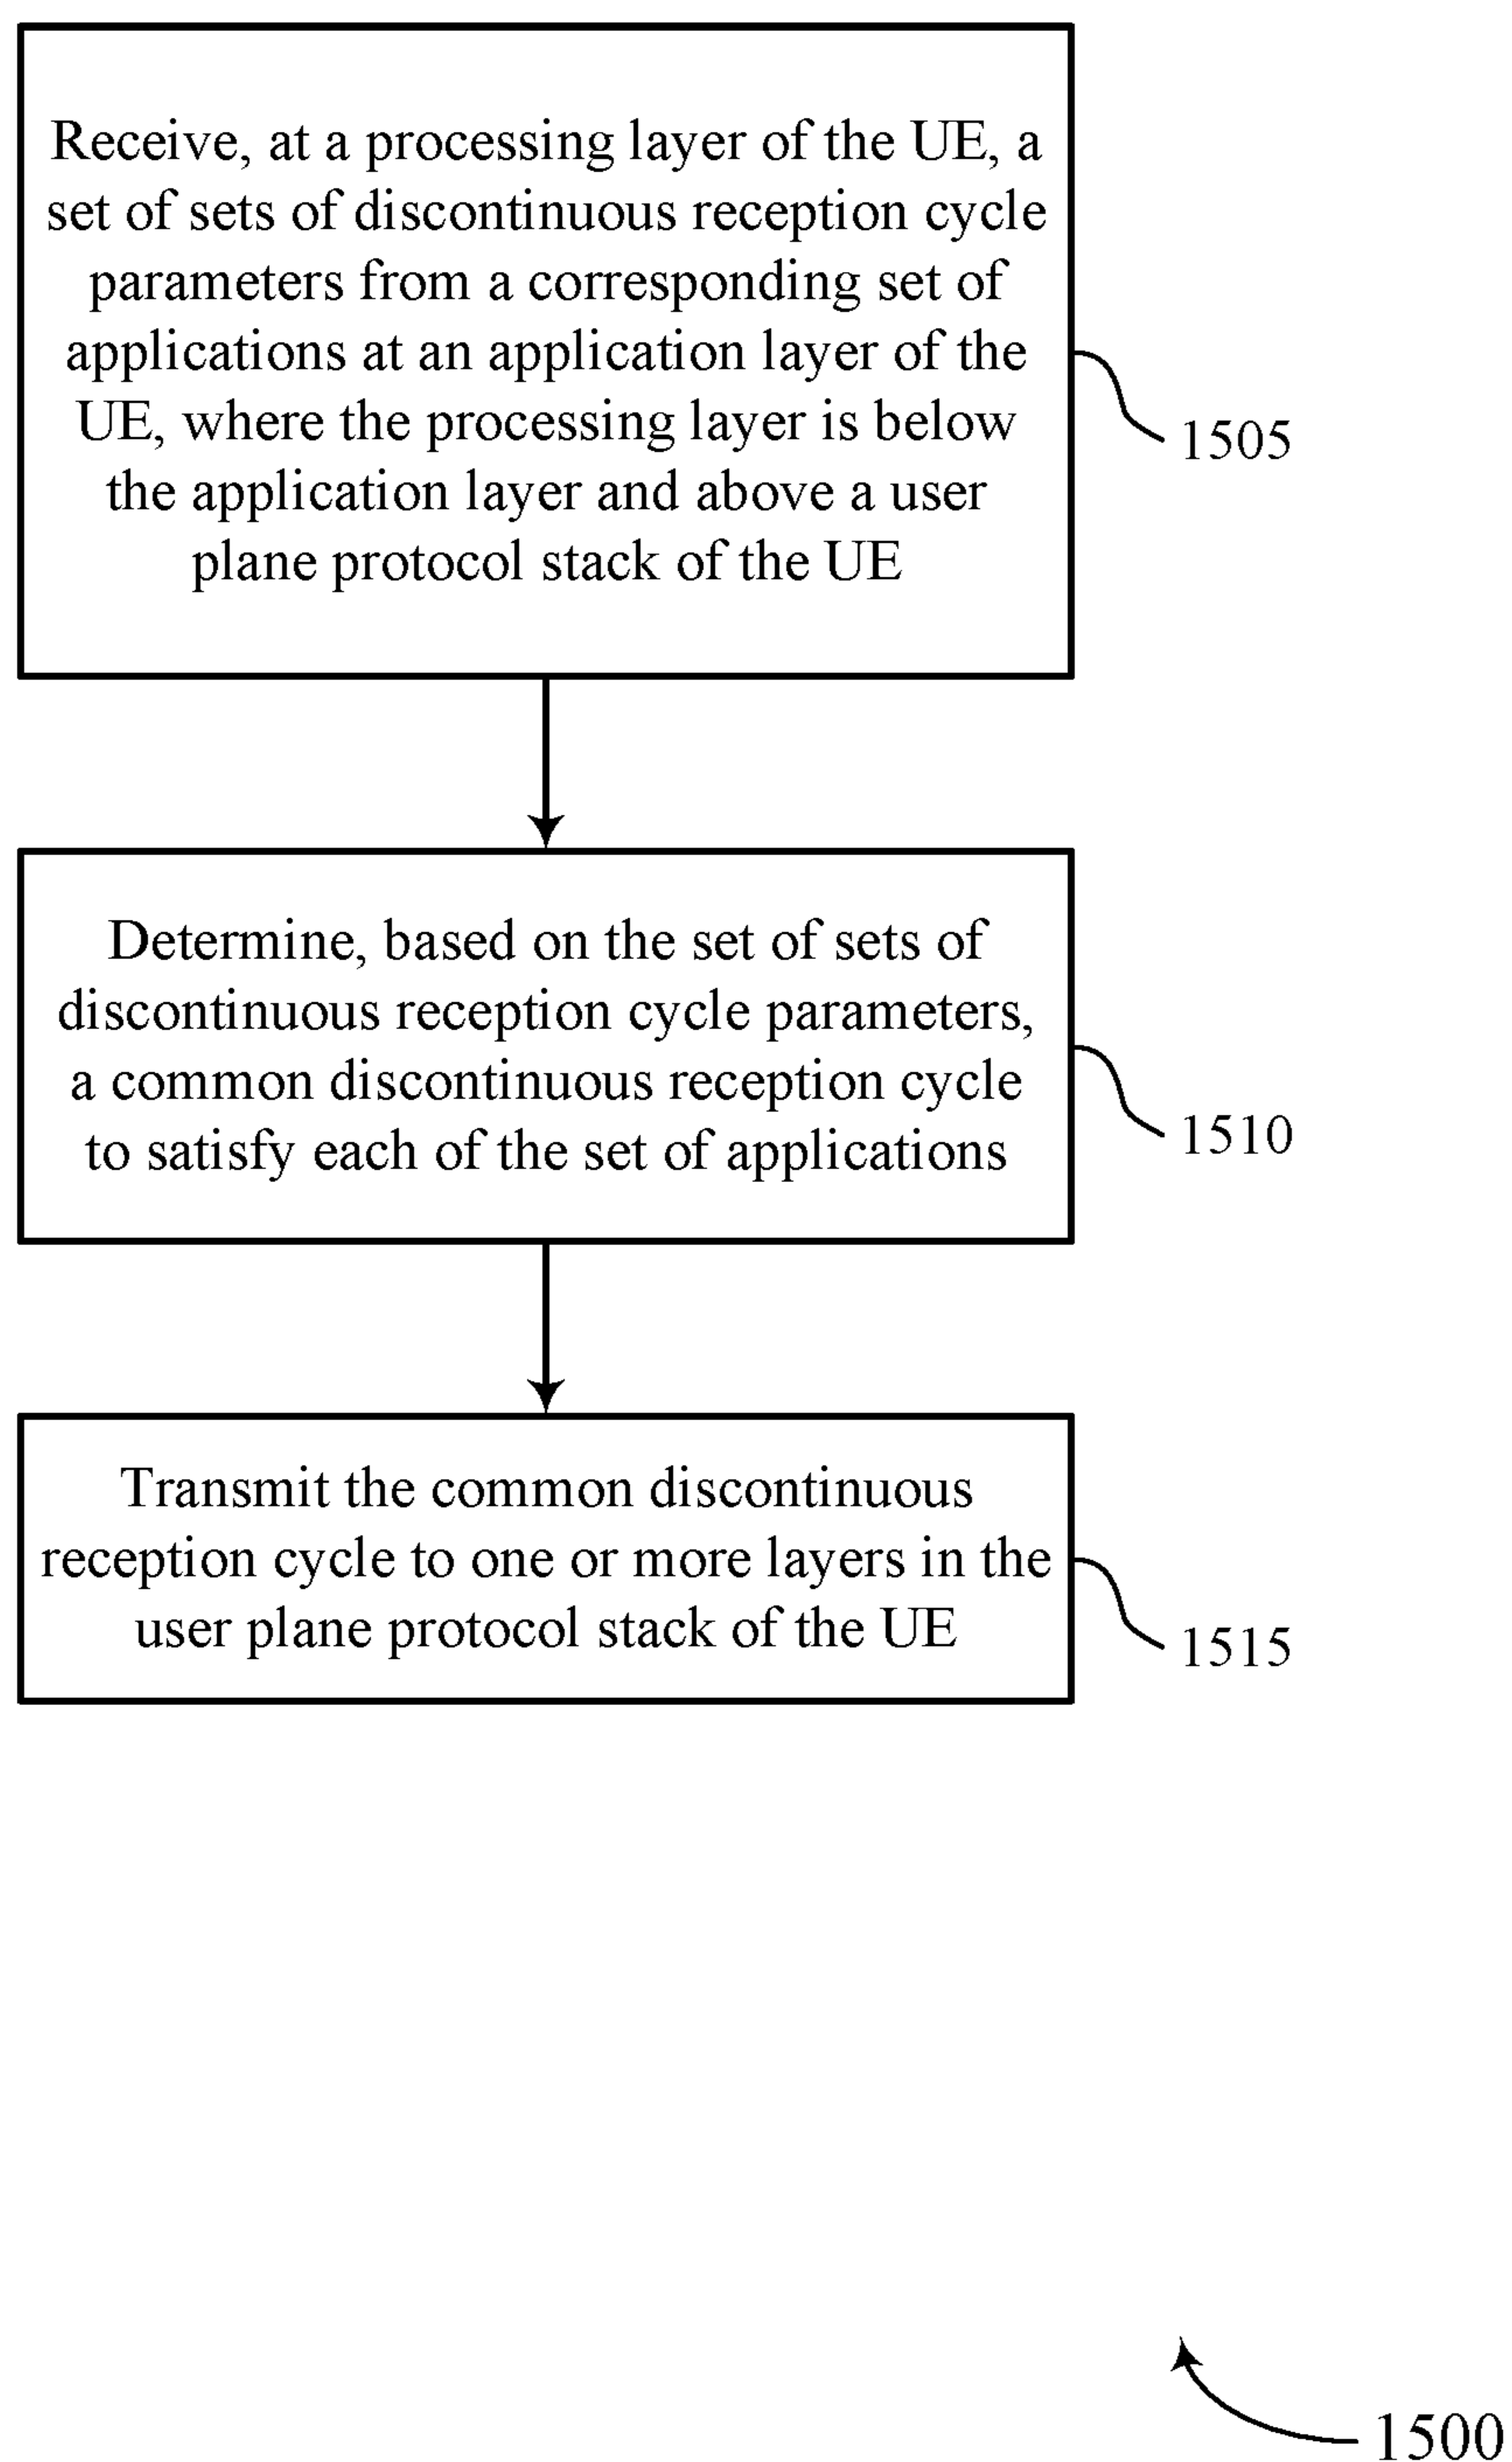 Receive, at a processing layer of the UE, a
set of sets of discontinuous reception cycle
parameters from a corresponding set of
applications at an application layer of the
UE, where the processing layer is below
the application layer and above a user
plane protocol stack of the UE
1505
Determine, based on the set of sets of
discontinuous reception cycle parameters,
a common discontinuous reception cycle
to satisfy each of the set of applications
1510
Transmit the common discontinuous
reception cycle to one or more layers in the
user plane protocol stack of the UE
1515
1500